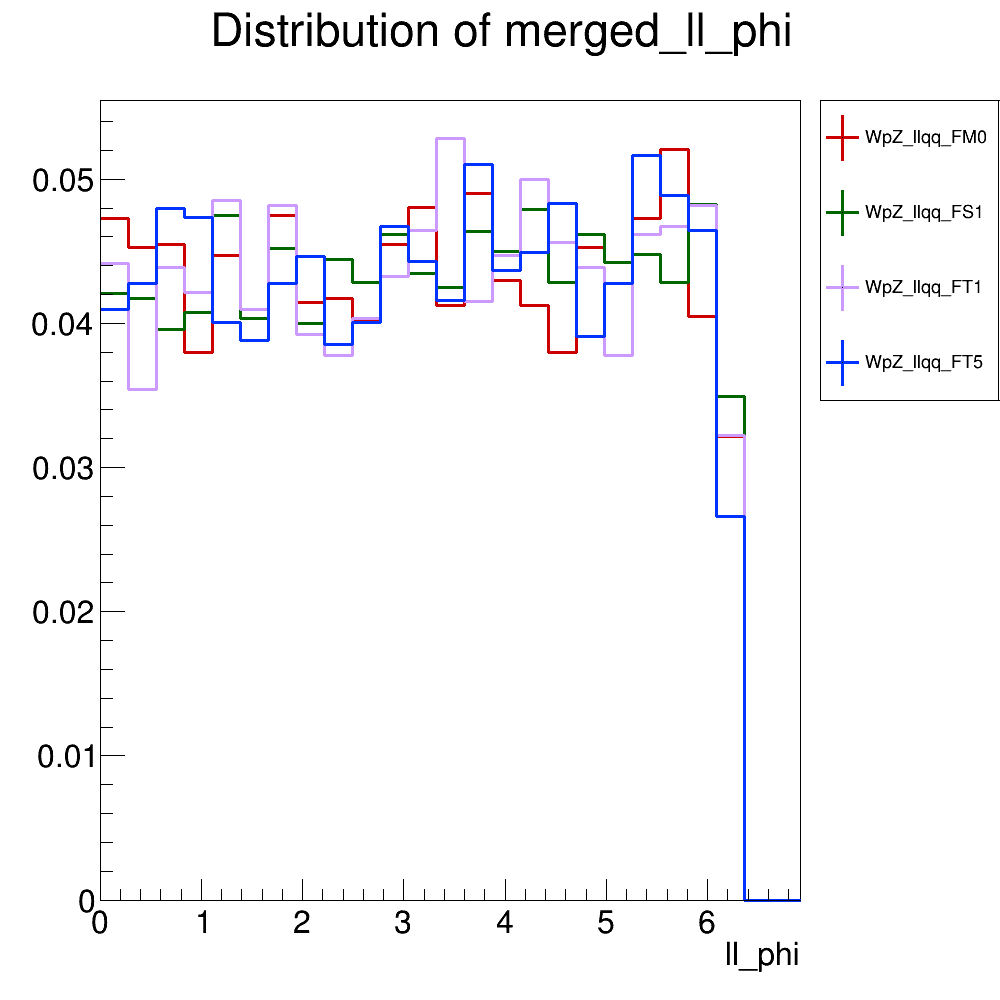 Distribution of merged_ll_phi
WpZ_llqq_FM0
WpZ_llqq_FS1
WpZ_llqq_FT1
WpZ_llqq_FT5
0.05
0.04
0.03
0.02
0.01
0
0 1 2 3 4 5 6
ll_phi